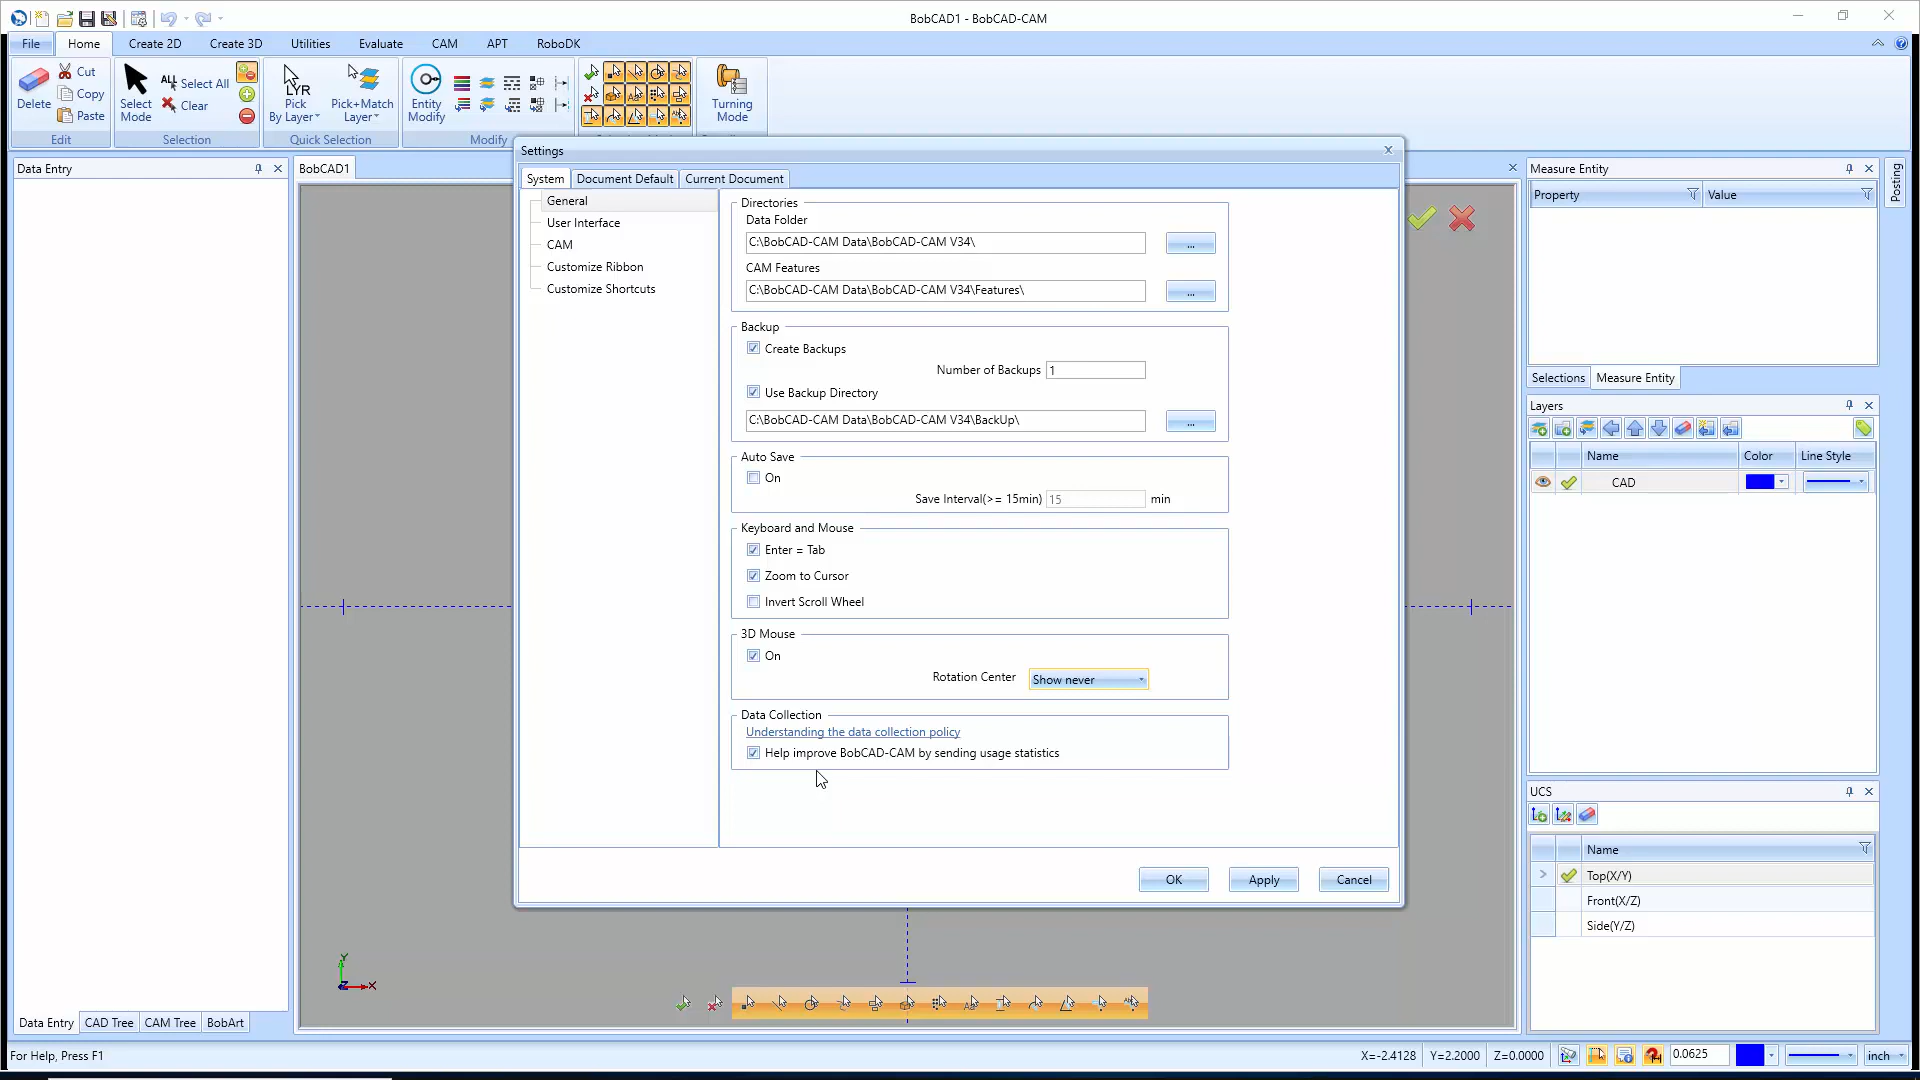 BobCAD1 - BobCAD-CAM
File Home Create 2D Create 3D Utilities Evaluate CAM APT RoboDK
Delete Cut Copy Paste
Select Mode ALL Select All Clear
LYR Pick By Layer Pick+Match Layer
Entity Modify
Turning Mode
Edit Selection Quick Selection Modify
Data Entry
BobCAD1
Settings
System Document Default Current Document
General
User Interface
CAM
Customize Ribbon
Customize Shortcuts
Directories
Data Folder
C:\BobCAD-CAM Data\BobCAD-CAM V34\
...
CAM Features
C:\BobCAD-CAM Data\BobCAD-CAM V34\Features\
...
Backup
Create Backups
Number of Backups 1
Use Backup Directory
C:\BobCAD-CAM Data\BobCAD-CAM V34\BackUp\
...
Auto Save
On
Save Interval(>= 15min) 15 min
Keyboard and Mouse
Enter = Tab
Zoom to Cursor
Invert Scroll Wheel
3D Mouse
On
Rotation Center Show never
Data Collection
Understanding the data collection policy
Help improve BobCAD-CAM by sending usage statistics
OK Apply Cancel
Measure Entity
Property Value
Posting
Selections Measure Entity
Layers
Name Color Line Style
CAD
UCS
Name
Top(X/Y)
Front(X/Z)
Side(Y/Z)
Y
Z X
Data Entry CAD Tree CAM Tree BobArt
For Help, Press F1
X=-2.4128 Y=2.2000 Z=0.0000 0.0625 inch